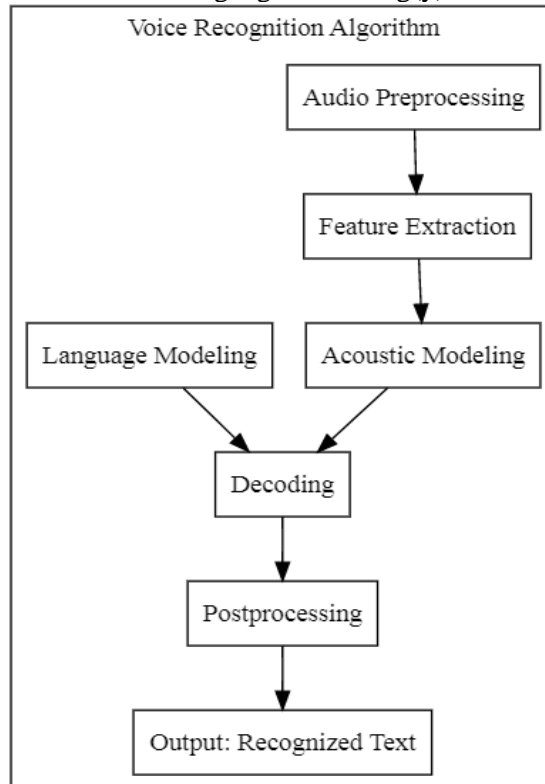 Voice Recognition Algorithm
Audio Preprocessing
Feature Extraction
Language Modeling
Acoustic Modeling
Decoding
Postprocessing
Output: Recognized Text